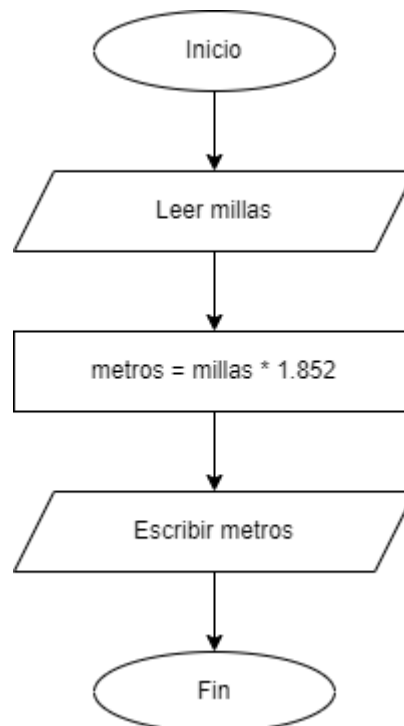 Inicio
Leer millas
metros = millas * 1.852
Escribir metros
Fin